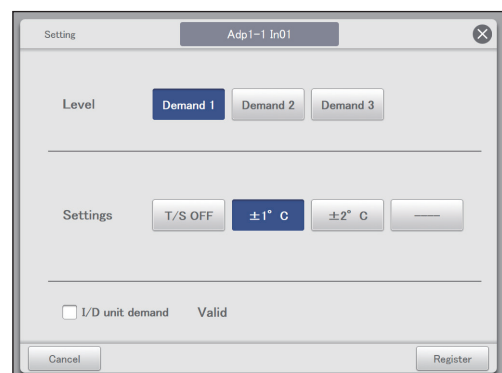 Setting Adp1-1 In01
Level Demand 1 Demand 2 Demand 3
Settings T/S OFF ±1° C ±2° C ——
I/D unit demand Valid
Cancel Register